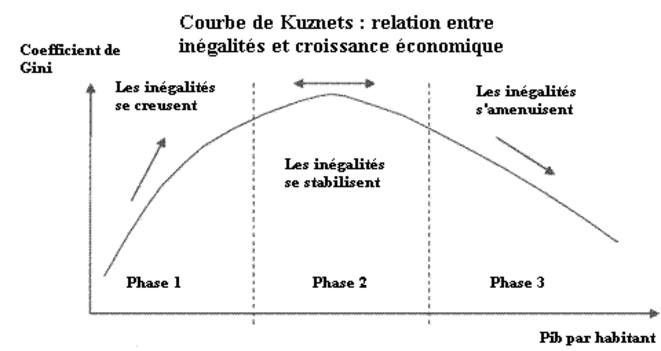 Courbe de Kuznets : relation entre
inégalités et croissance économique
Coefficient de
Gini
Les inégalités
se creusent
Les inégalités
s'amenuisent
Les inégalités
se stabilisent
Phase 1
Phase 2
Phase 3
Pib par habitant